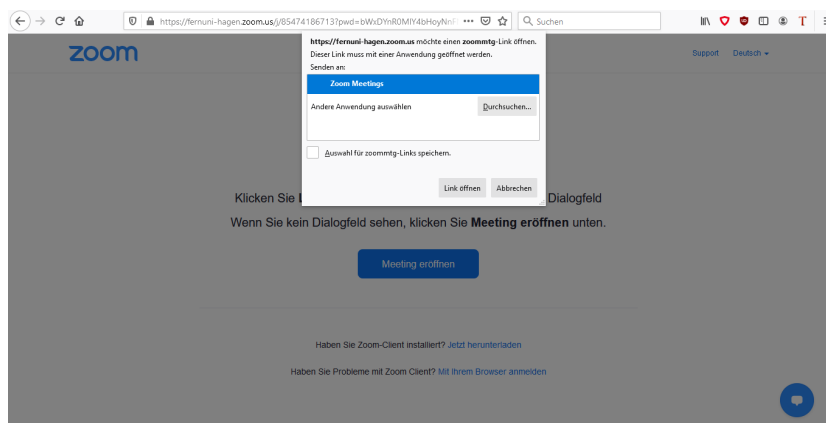 https://fernuni-hagen.zoom.us/j/85474186713?pwd=
Suchen
zoom
Support Deutsch
https://fernuni-hagen.zoom.us möchte einen zoommtg-Link öffnen.
Dieser Link muss mit einer Anwendung geöffnet werden.
Senden an:
Zoom Meetings
Andere Anwendung auswählen
Durchsuchen...
Auswahl für zoommtg-Links speichern.
Link öffnen Abbrechen
Klicken Sie Dialogfeld
Wenn Sie kein Dialogfeld sehen, klicken Sie Meeting eröffnen unten.
Meeting eröffnen
Haben Sie Zoom-Client installiert? Jetzt herunterladen
Haben Sie Probleme mit Zoom Client? Mit Ihrem Browser anmelden